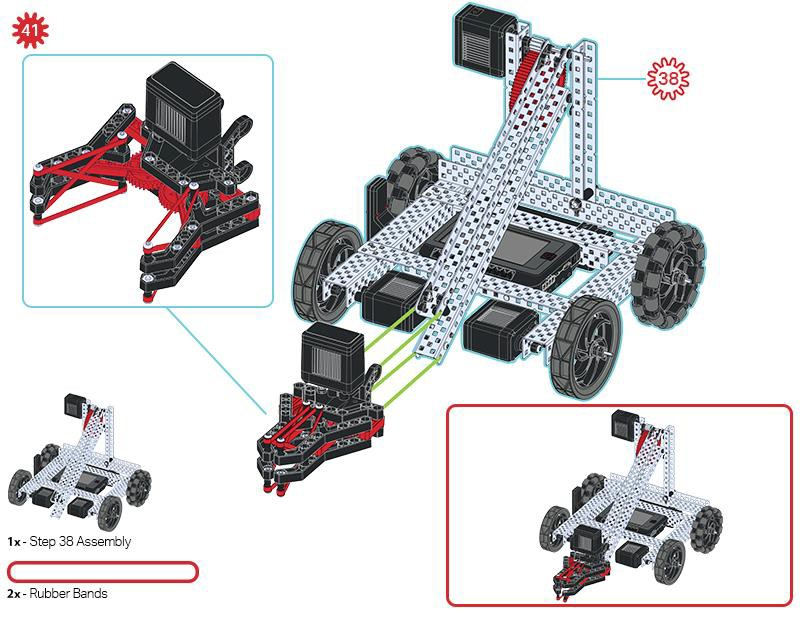 41
38
1x - Step 38 Assembly
2x - Rubber Bands